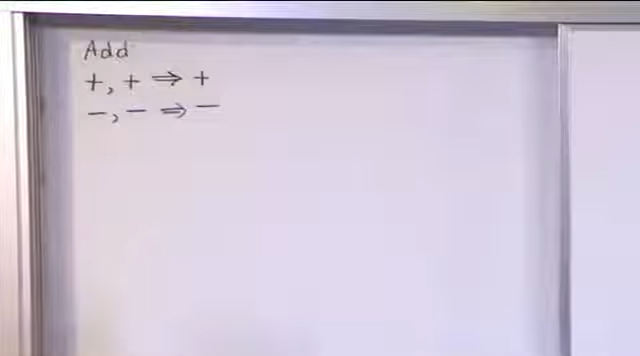 Add
+, + ⇒ +
−, − ⇒ −